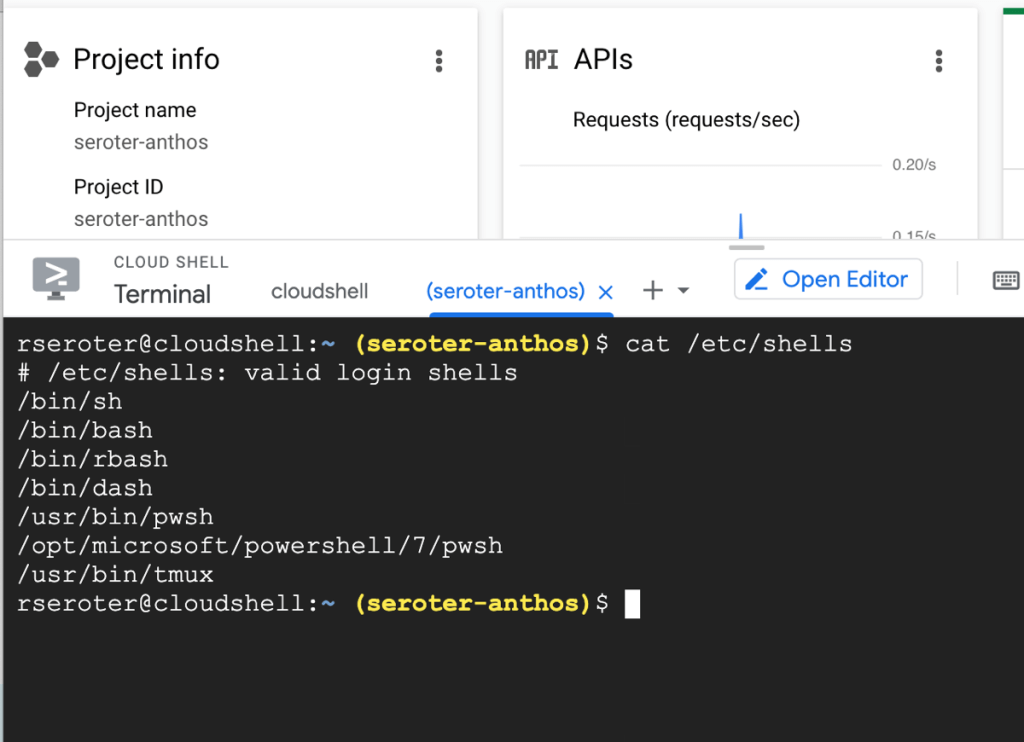 Project info
Project name
seroter-anthos
Project ID
seroter-anthos
API APIs
Requests (requests/sec)
0.20/s
0.15/s
CLOUD SHELL
Terminal
cloudshell
(seroter-anthos) ×
Open Editor
rseroter@cloudshell:~ (seroter-anthos)$ cat /etc/shells
# /etc/shells: valid login shells
/bin/sh
/bin/bash
/bin/rbash
/bin/dash
/usr/bin/pwsh
/opt/microsoft/powershell/7/pwsh
/usr/bin/tmux
rseroter@cloudshell:~ (seroter-anthos)$